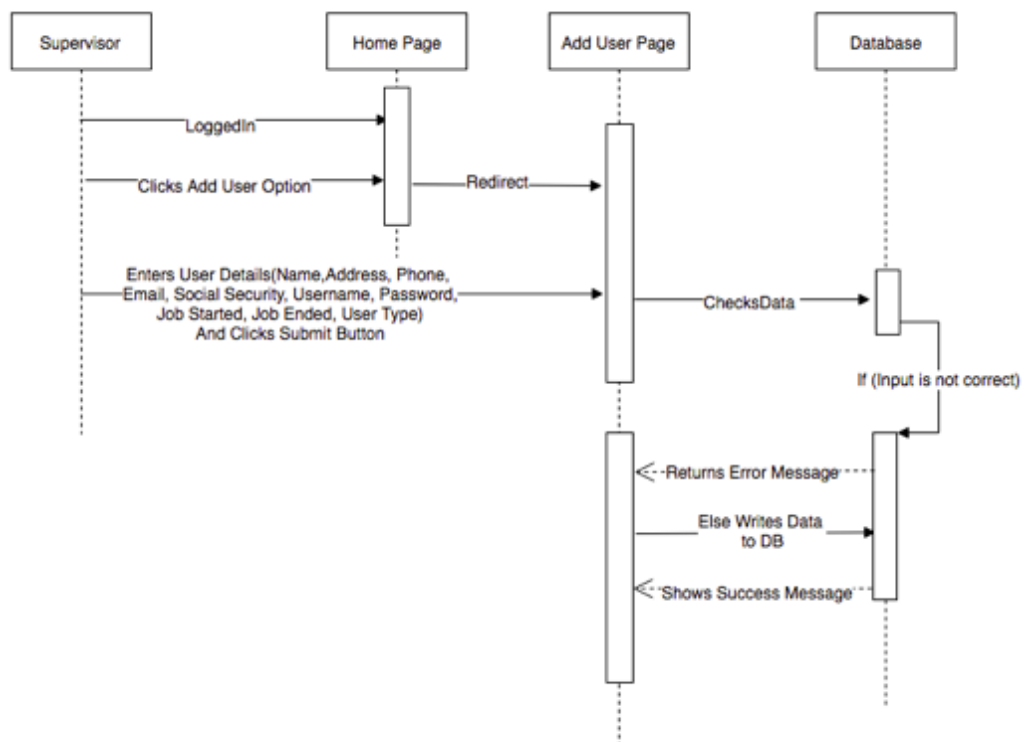 Supervisor
Home Page
Add User Page
Database
LoggedIn
Clicks Add User Option
Redirect
Enters User Details(Name,Address, Phone,
Email, Social Security, Username, Password,
Job Started, Job Ended, User Type)
And Clicks Submit Button
ChecksData
If (Input is not correct)
Returns Error Message
Else Writes Data
to DB
Shows Success Message